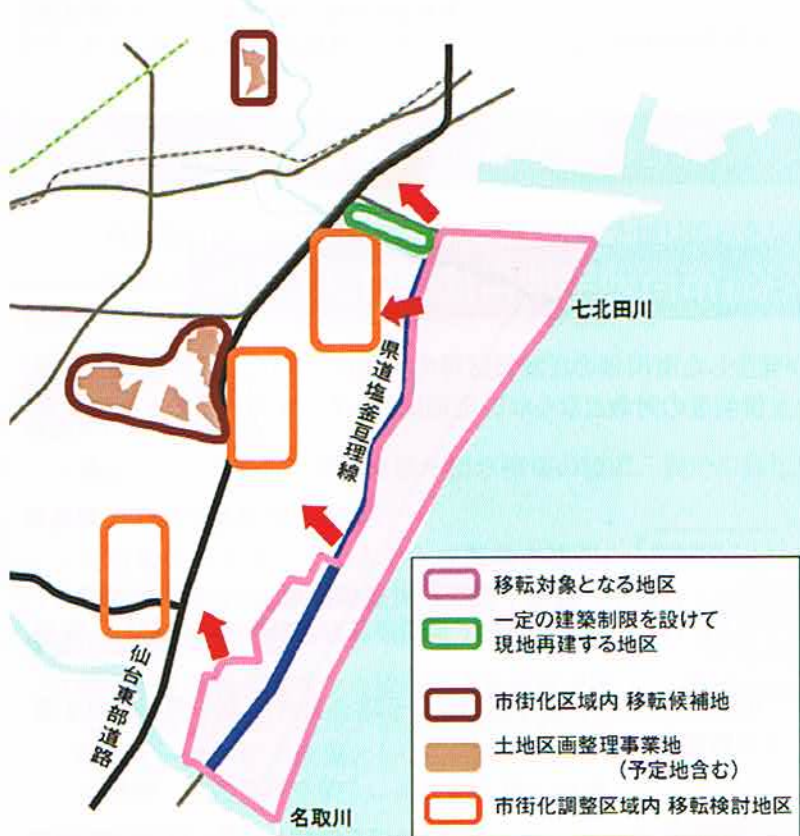 七北田川
県道塩釜亘理線
仙台東部道路
名取川
移転対象となる地区
一定の建築制限を設けて
現地再建する地区
市街化区域内 移転候補地
土地区画整理事業地
(予定地含む)
市街化調整区域内 移転検討地区